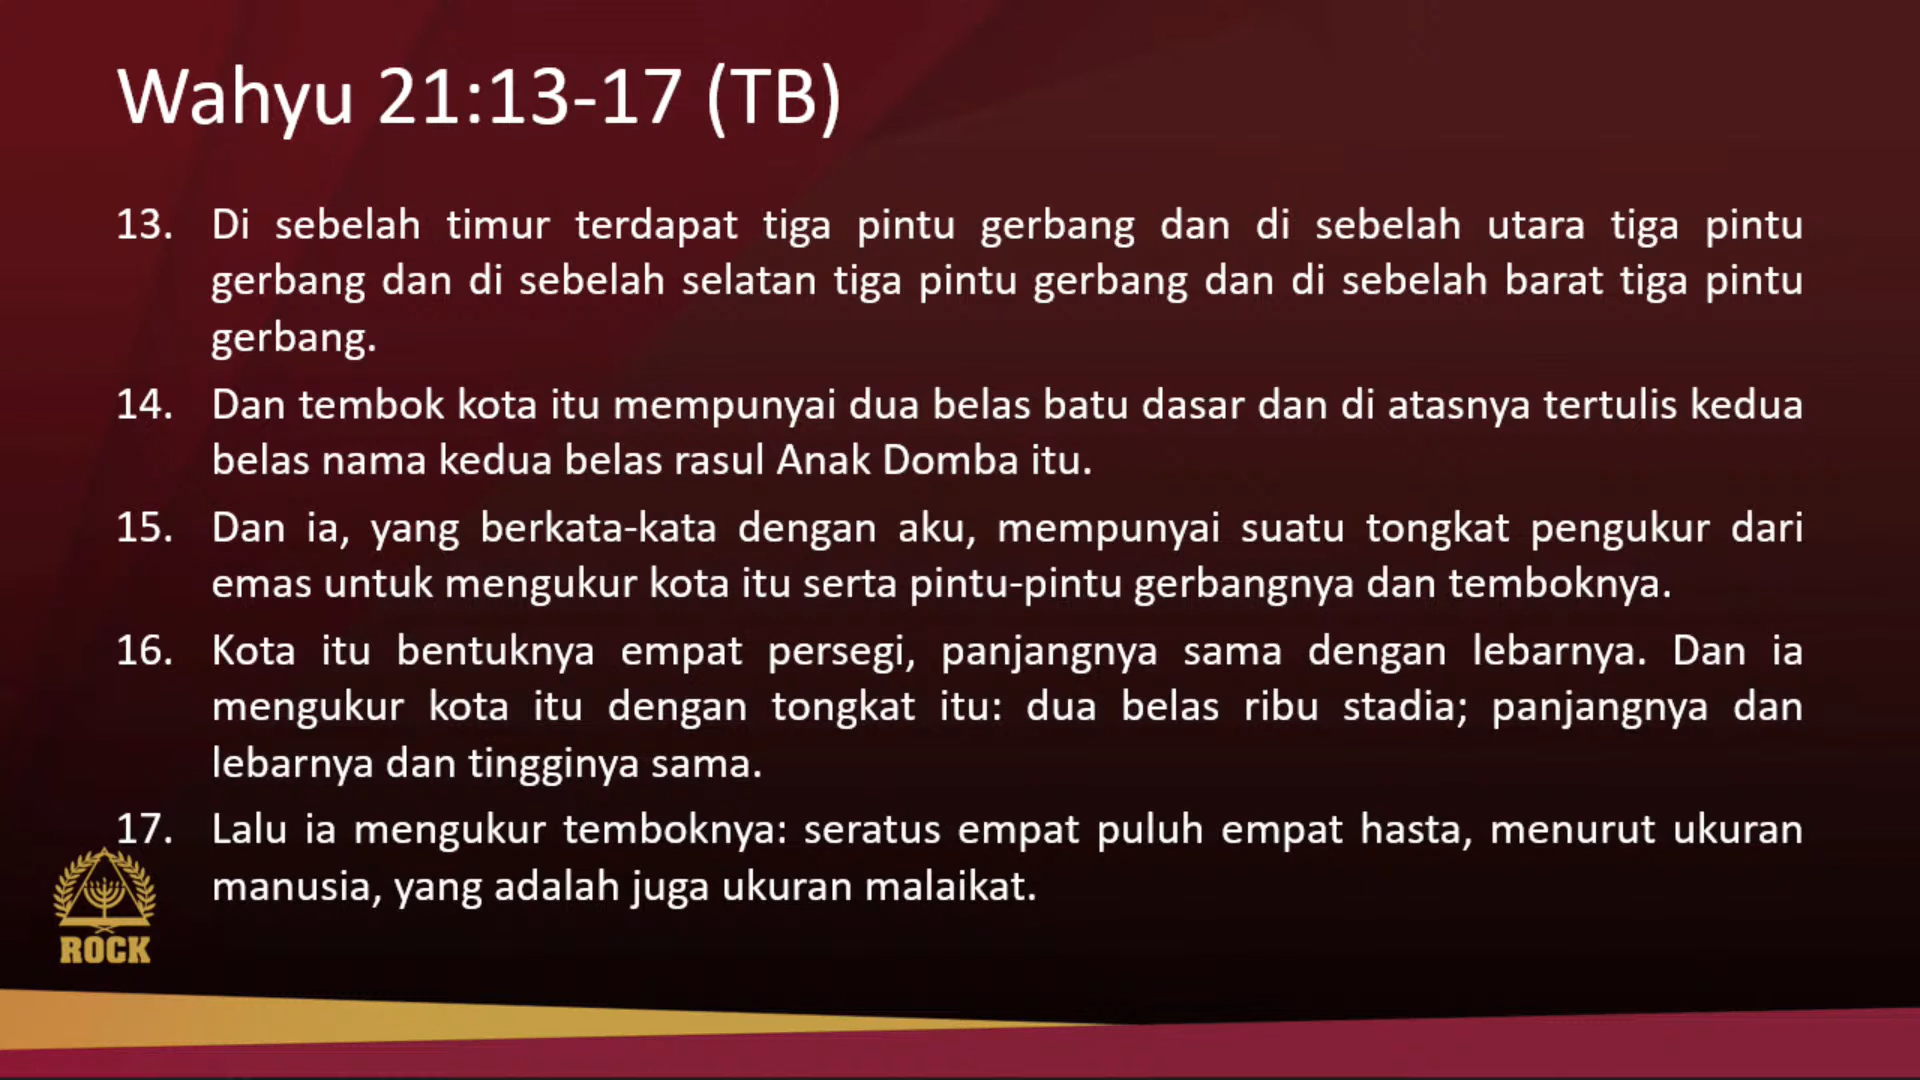 Wahyu 21:13-17 (TB)
13. Di sebelah timur terdapat tiga pintu gerbang dan di sebelah utara tiga pintu
gerbang dan di sebelah selatan tiga pintu gerbang dan di sebelah barat tiga pintu
gerbang.
14. Dan tembok kota itu mempunyai dua belas batu dasar dan di atasnya tertulis kedua
belas nama kedua belas rasul Anak Domba itu.
15. Dan ia, yang berkata-kata dengan aku, mempunyai suatu tongkat pengukur dari
emas untuk mengukur kota itu serta pintu-pintu gerbangnya dan temboknya.
16. Kota itu bentuknya empat persegi, panjangnya sama dengan lebarnya. Dan ia
mengukur kota itu dengan tongkat itu: dua belas ribu stadia; panjangnya dan
lebarnya dan tingginya sama.
17. Lalu ia mengukur temboknya: seratus empat puluh empat hasta, menurut ukuran
manusia, yang adalah juga ukuran malaikat.
ROCK